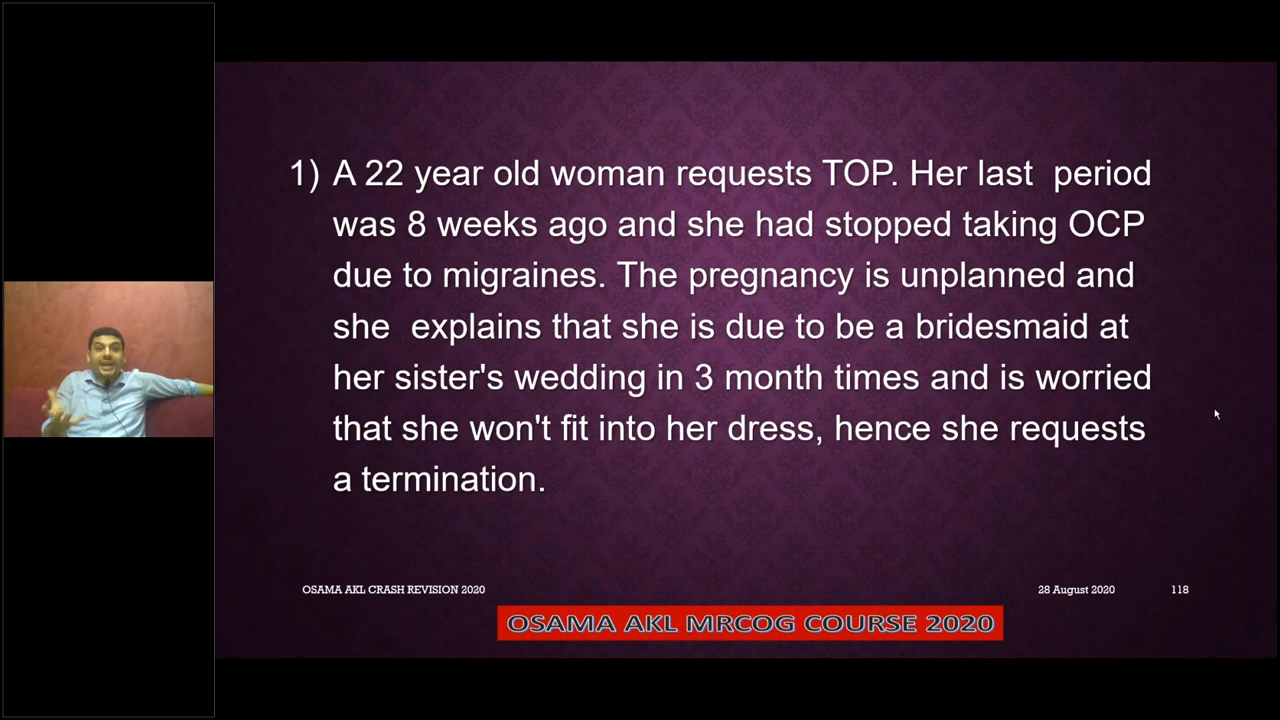 1) A 22 year old woman requests TOP. Her last period
was 8 weeks ago and she had stopped taking OCP
due to migraines. The pregnancy is unplanned and
she explains that she is due to be a bridesmaid at
her sister's wedding in 3 month times and is worried
that she won't fit into her dress, hence she requests
a termination.
OSAMA AKL CRASH REVISION 2020
28 August 2020
118
OSAMA AKL MRCOG COURSE 2020